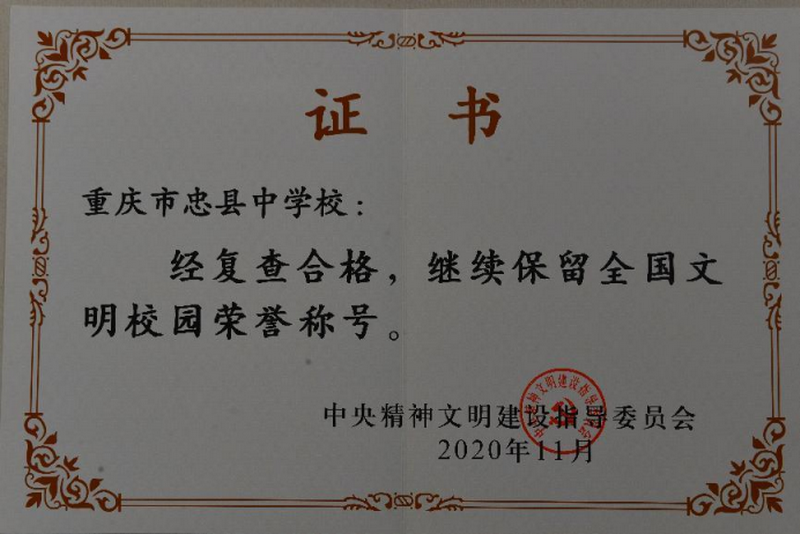 证 书
重庆市忠县中学校：
经复查合格，继续保留全国文
明校园荣誉称号。
中央精神文明建设指导委员会
2020年11月